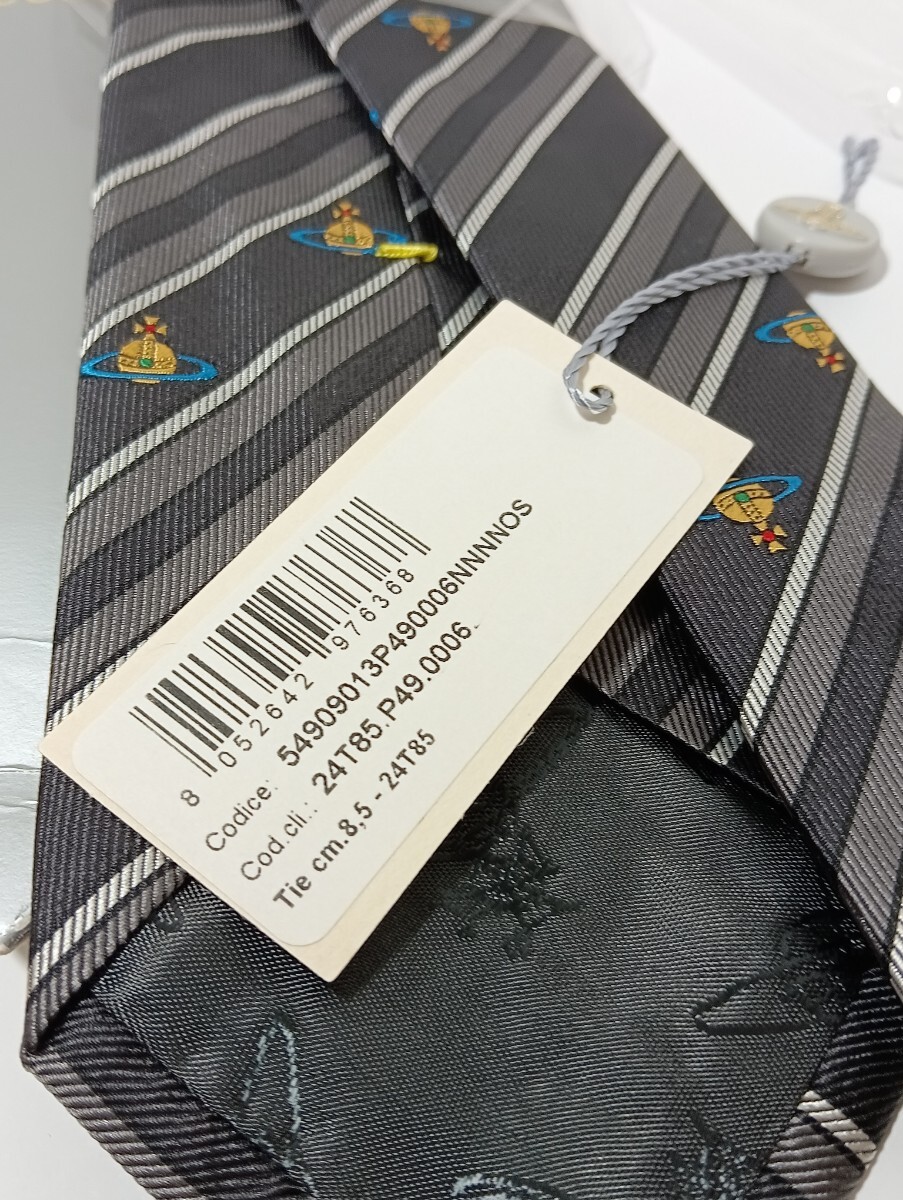 8 052642 976368
Codice: 54909013P490006NNNNOS
Cod.cli.: 24T85.P49.0006.
Tie cm.8,5 - 24T85